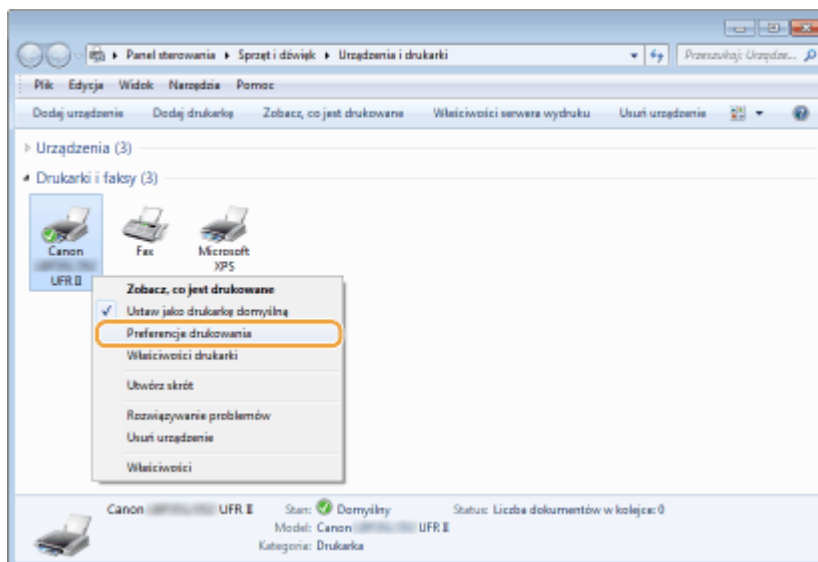 Panel sterowania ▸ Sprzęt i dźwięk ▸ Urządzenia i drukarki
Przeszukaj: Urządze...
Plik Edycja Widok Narzędzia Pomoc
Dodaj urządzenie Dodaj drukarkę Zobacz, co jest drukowane Właściwości serwera wydruku Usuń urządzenie
Urządzenia (3)
Drukarki i faksy (3)
Canon
UFR II
Fax
Microsoft
XPS
Zobacz, co jest drukowane
Ustaw jako drukarkę domyślną
Preferencje drukowania
Właściwości drukarki
Utwórz skrót
Rozwiązywanie problemów
Usuń urządzenie
Właściwości
Canon UFR II Stan: Domyślny Status: Liczba dokumentów w kolejce: 0
Model: Canon UFR II
Kategoria: Drukarka